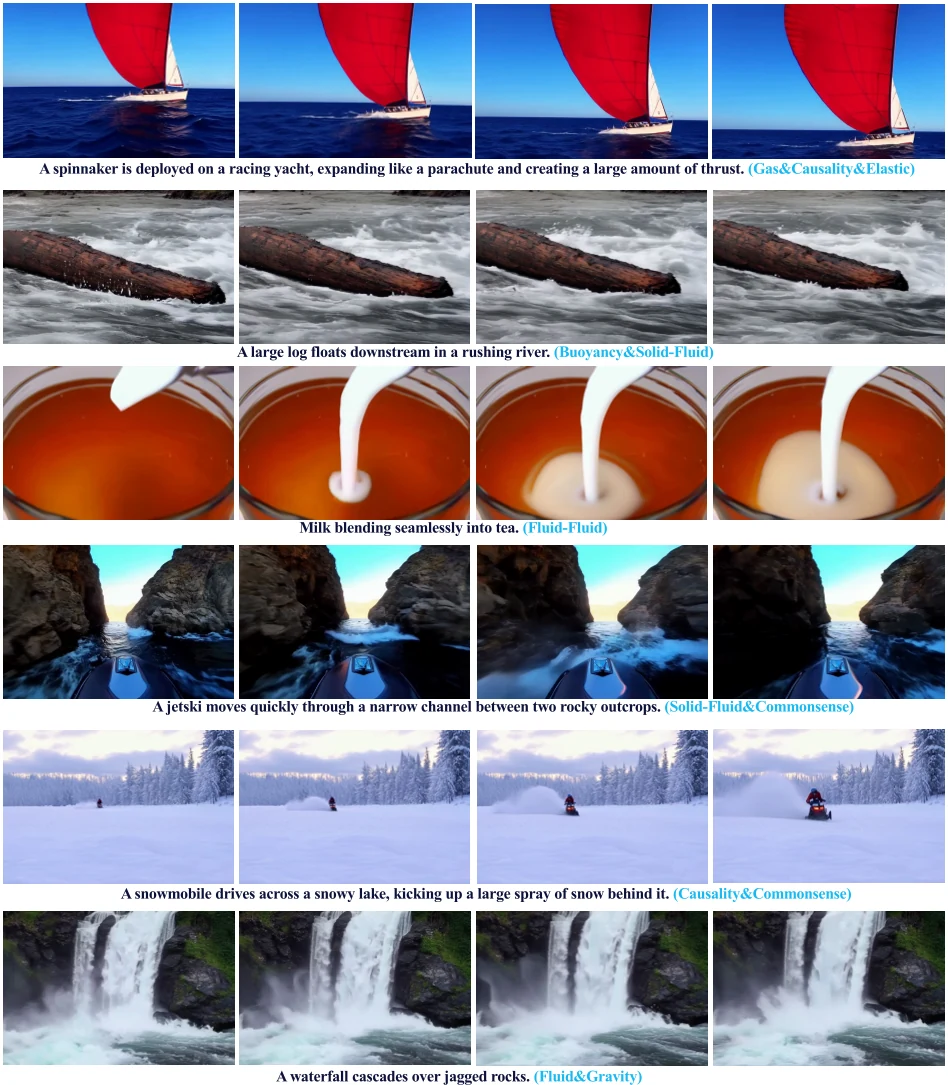 A spinnaker is deployed on a racing yacht, expanding like a parachute and creating a large amount of thrust. (Gas&Causality&Elastic)
A large log floats downstream in a rushing river. (Buoyancy&Solid-Fluid)
Milk blending seamlessly into tea. (Fluid-Fluid)
A jetski moves quickly through a narrow channel between two rocky outcrops. (Solid-Fluid&Commonsense)
A snowmobile drives across a snowy lake, kicking up a large spray of snow behind it. (Causality&Commonsense)
A waterfall cascades over jagged rocks. (Fluid&Gravity)